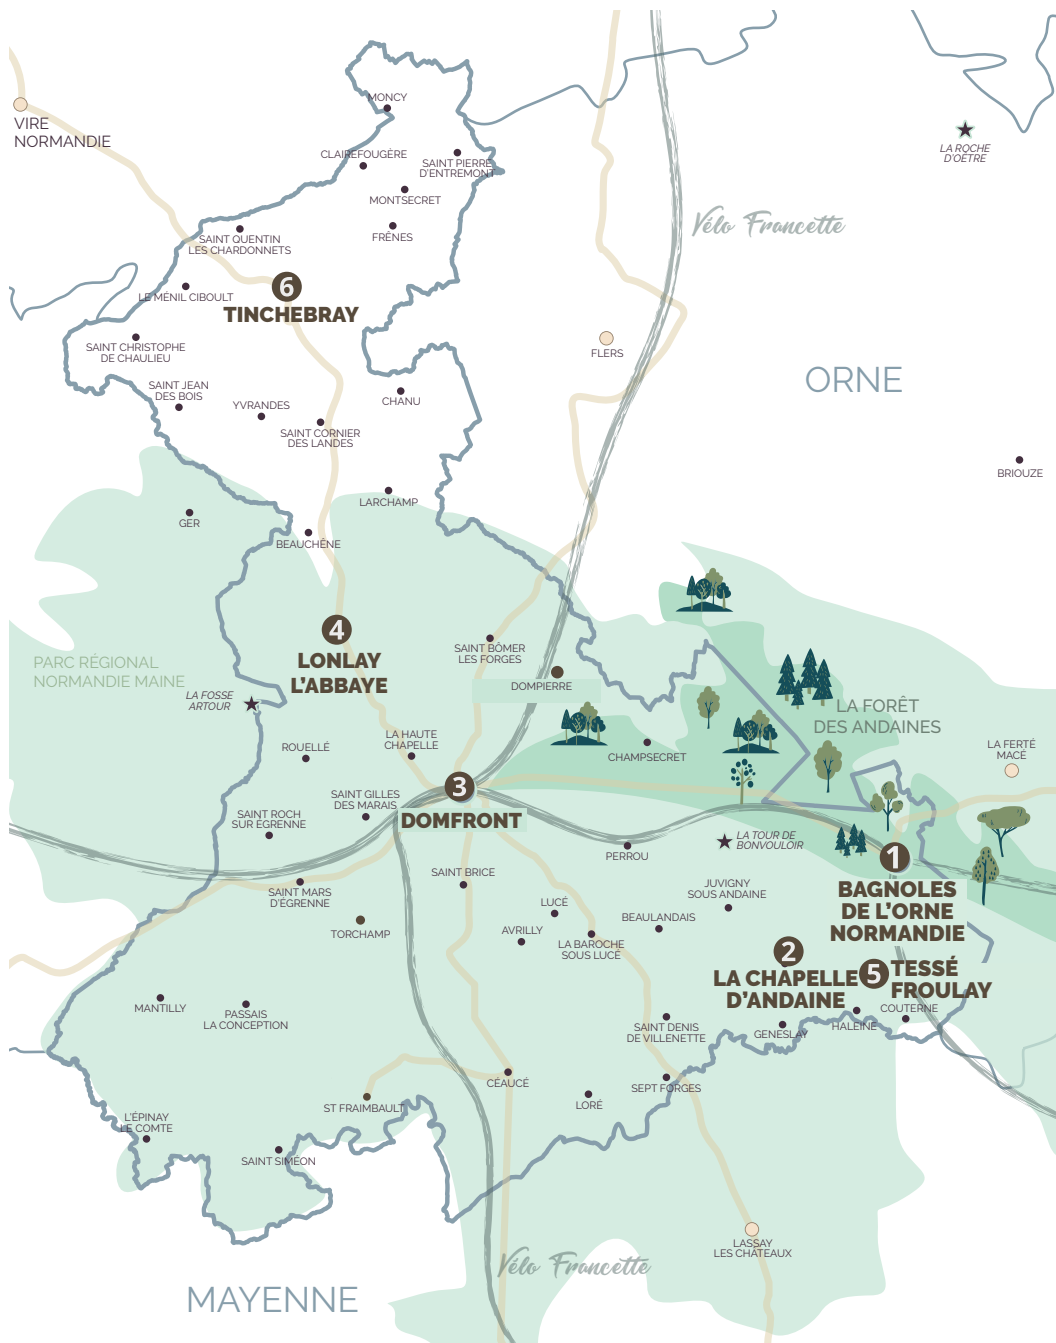 MONCY
VIRE
NORMANDIE
CLAIREFOUGÈRE
SAINT PIERRE
D'ENTREMONT
LA ROCHE
D'OËTRE
MONTSECRET
Vélo Francette
FRÊNES
SAINT QUENTIN
LES CHARDONNETS
6
LE MÉNIL CIBOULT
TINCHEBRAY
SAINT CHRISTOPHE
DE CHAULIEU
FLERS
ORNE
SAINT JEAN
DES BOIS
YVRANDES
CHANU
SAINT CORNIER
DES LANDES
BRIOUZE
LARCHAMP
GER
BEAUCHÊNE
4
LONLAY
L'ABBAYE
SAINT BÔMER
LES FORGES
PARC RÉGIONAL
NORMANDIE MAINE
DOMPIERRE
LA FOSSE
ARTOUR
LA FORÊT
DES ANDAINES
LA HAUTE
CHAPELLE
ROUELLÉ
CHAMPSECRET
LA FERTÉ
MACÉ
3
SAINT GILLES
DES MARAIS
DOMFRONT
SAINT ROCH
SUR ÉGRENNE
LA TOUR DE
BONVOULOIR
PERROU
1
SAINT BRICE
BAGNOLES
DE L'ORNE
NORMANDIE
SAINT MARS
D'ÉGRENNE
JUVIGNY
SOUS ANDAINE
LUCÉ
BEAULANDAIS
TORCHAMP
AVRILLY
LA BAROCHE
SOUS LUCÉ
2
LA CHAPELLE
D'ANDAINE
5
TESSÉ
FROULAY
MANTILLY
PASSAIS
LA CONCEPTION
COUTERNE
HALEINE
GENESLAY
SAINT DENIS
DE VILLENETTE
CÉAUCÉ
SEPT FORGES
ST FRAIMBAULT
LORÉ
L'ÉPINAY
LE COMTE
SAINT SIMÉON
LASSAY
LES CHÂTEAUX
Vélo Francette
MAYENNE